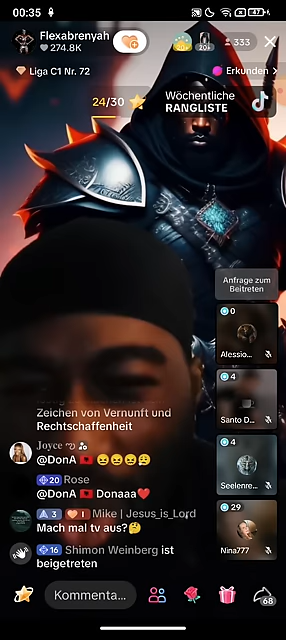 00:35
47
Flexabrenyah
274.8K
20+
333
Liga C1 Nr. 72
Erkunden
24/30
Wöchentliche
RANGLISTE
Anfrage zum
Beitreten
0
Alessio...
4
Santo D...
4
Seelenre...
29
Nina777
Zeichen von Vernunft und
Rechtschaffenheit
Joyce
@DonA 🇦🇱
20 Rose
@DonA 🇦🇱 Donaaa❤️
3 1 Mike | Jesus_is_Lord
Mach mal tv aus?🤔
16 Shimon Weinberg ist
beigetreten
Kommenta...
68